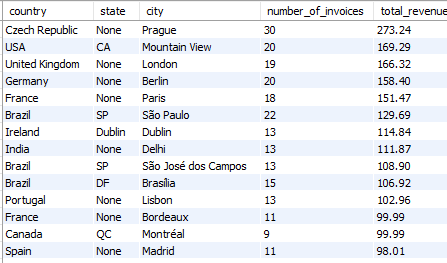 country state city number_of_invoices total_revenue
Czech Republic None Prague 30 273.24
USA CA Mountain View 20 169.29
United Kingdom None London 19 166.32
Germany None Berlin 20 158.40
France None Paris 18 151.47
Brazil SP São Paulo 22 129.69
Ireland Dublin Dublin 13 114.84
India None Delhi 13 111.87
Brazil SP São José dos Campos 13 108.90
Brazil DF Brasília 15 106.92
Portugal None Lisbon 13 102.96
France None Bordeaux 11 99.99
Canada QC Montréal 9 99.99
Spain None Madrid 11 98.01